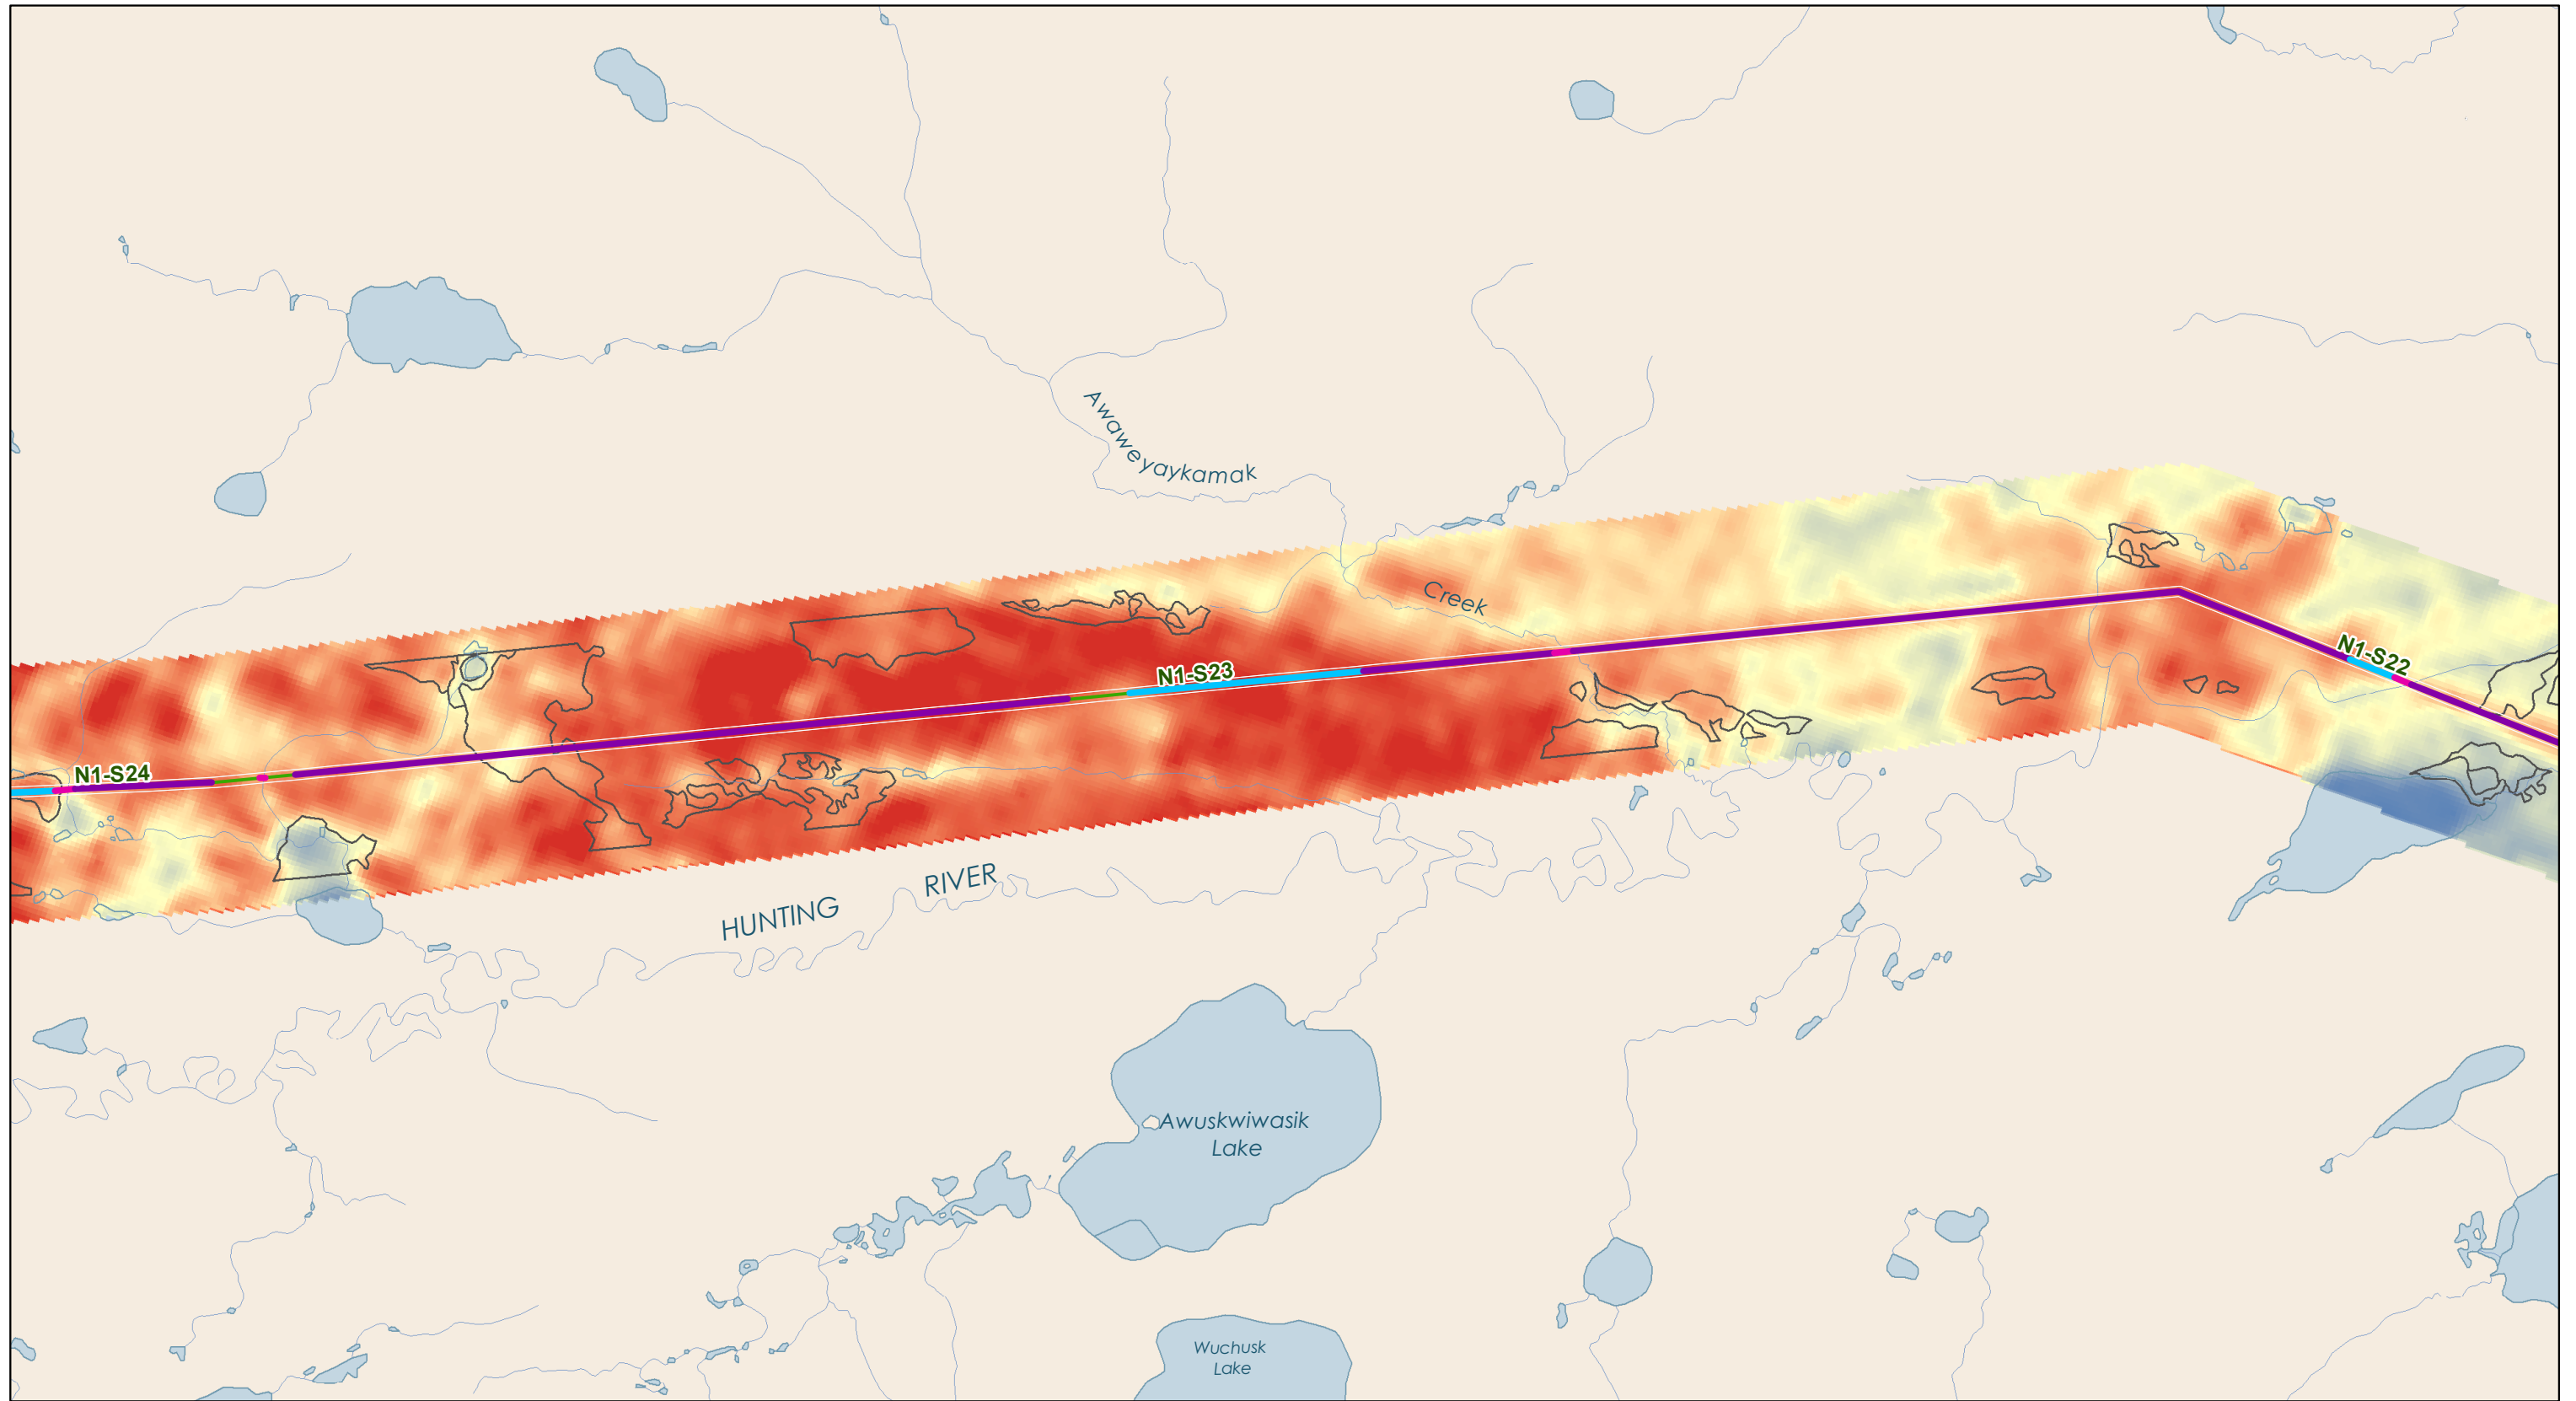 Awaweyaykamak
Creek
N1-S22
N1-S23
N1-S24
HUNTING RIVER
Awuskwiwasik
Lake
Wuchusk
Lake